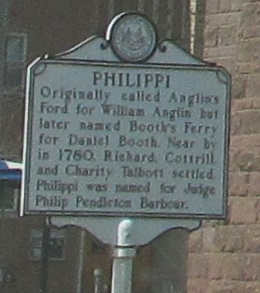 PHILIPPI
Originally called Anglin's
Ford for William Anglin but
later named Booth's Ferry
for Daniel Booth. Near by
in 1780, Richard, Cottrill,
and Charity Talbott settled.
Philippi was named for Judge
Philip Pendleton Barbour.